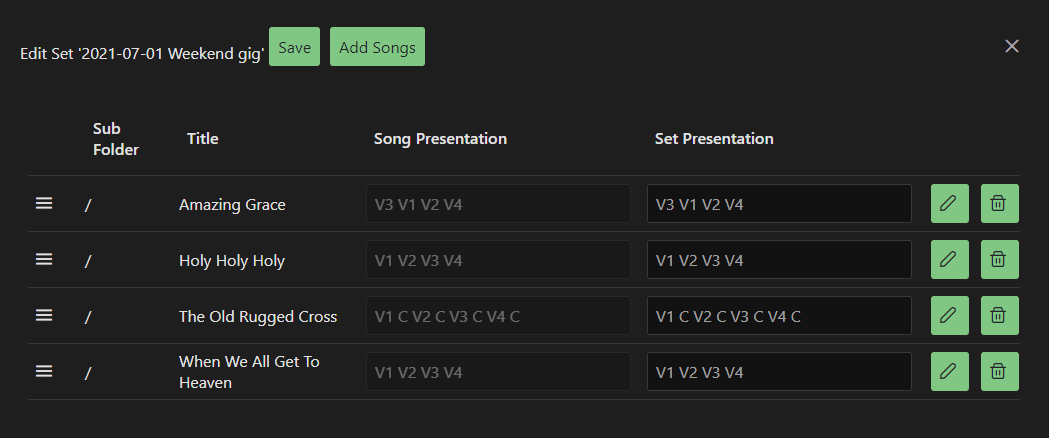 Edit Set '2021-07-01 Weekend gig' Save Add Songs
Sub Folder Title Song Presentation Set Presentation
/ Amazing Grace V3 V1 V2 V4 V3 V1 V2 V4
/ Holy Holy Holy V1 V2 V3 V4 V1 V2 V3 V4
/ The Old Rugged Cross V1 C V2 C V3 C V4 C V1 C V2 C V3 C V4 C
/ When We All Get To Heaven V1 V2 V3 V4 V1 V2 V3 V4